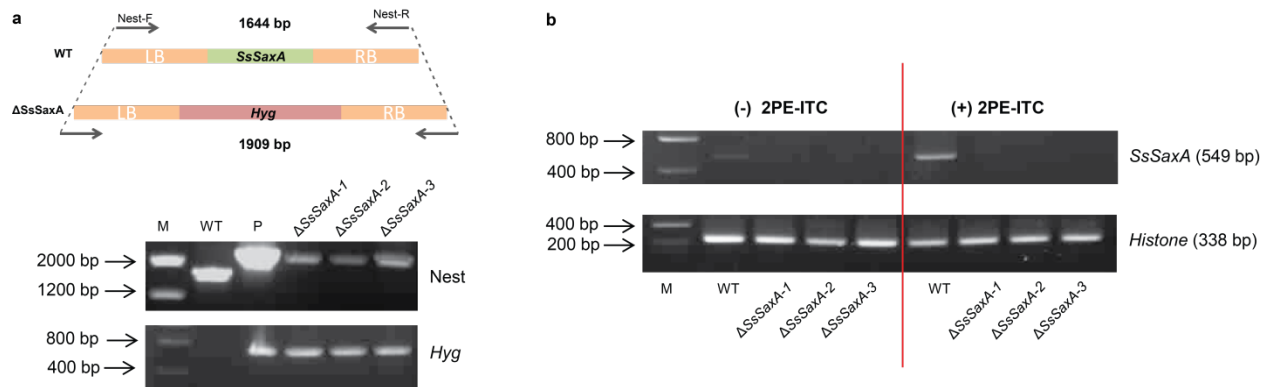 a
Nest-F
1644 bp
Nest-R
WT
LB
SsSaxA
RB
ΔSsSaxA
LB
Hyg
RB
1909 bp
M
WT
P
ΔSsSaxA-1
ΔSsSaxA-2
ΔSsSaxA-3
2000 bp
1200 bp
Nest
800 bp
400 bp
Hyg
b
(-) 2PE-ITC
(+) 2PE-ITC
800 bp
400 bp
SsSaxA (549 bp)
400 bp
200 bp
Histone (338 bp)
M
WT
ΔSsSaxA-1
ΔSsSaxA-2
ΔSsSaxA-3
WT
ΔSsSaxA-1
ΔSsSaxA-2
ΔSsSaxA-3